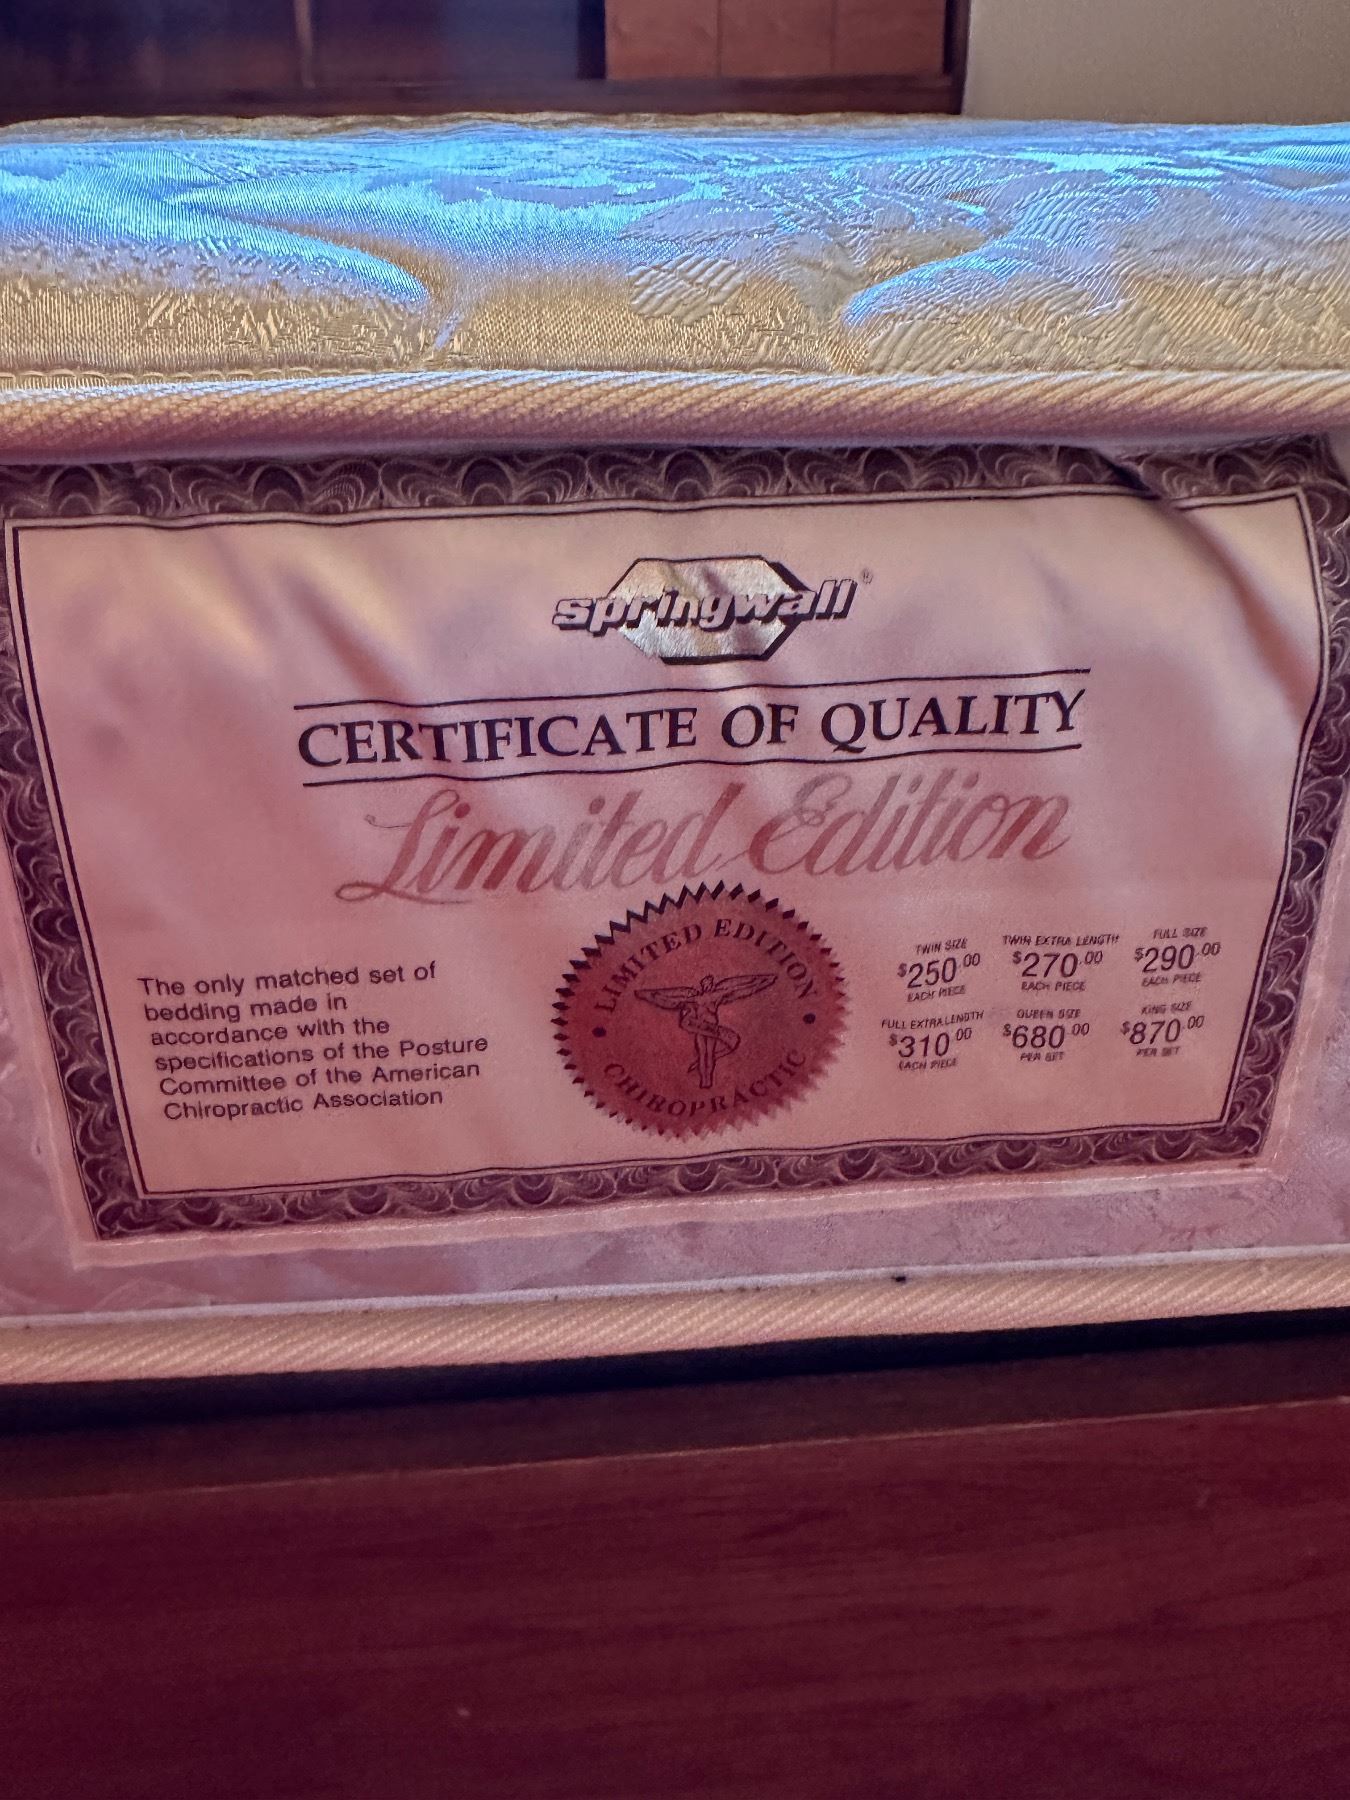 springwall®
CERTIFICATE OF QUALITY
Limited Edition
The only matched set of
bedding made in
accordance with the
specifications of the Posture
Committee of the American
Chiropractic Association
LIMITED EDITION
CHIROPRACTIC
TWIN SIZE
$250.00
EACH PIECE
TWIN EXTRA LENGTH
$270.00
EACH PIECE
FULL SIZE
$290.00
EACH PIECE
FULL EXTRA LENGTH
$310.00
EACH PIECE
QUEEN SIZE
$680.00
PER SET
KING SIZE
$870.00
PER SET